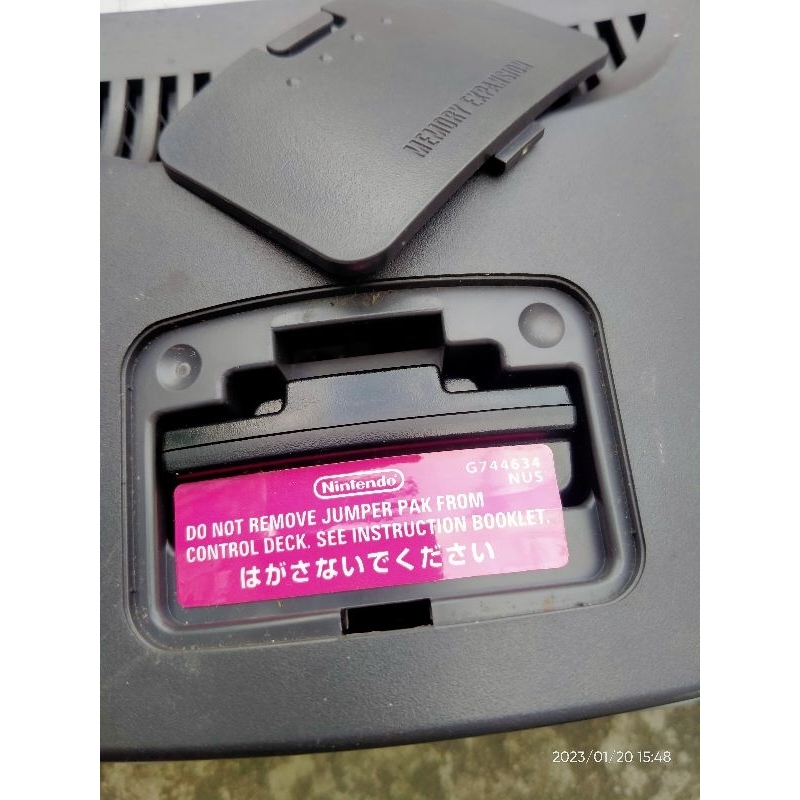 MEMORY EXPANSION
Nintendo
G744634
NUS
DO NOT REMOVE JUMPER PAK FROM
CONTROL DECK. SEE INSTRUCTION BOOKLET.
はがさないでください
2023/01/20 15:48